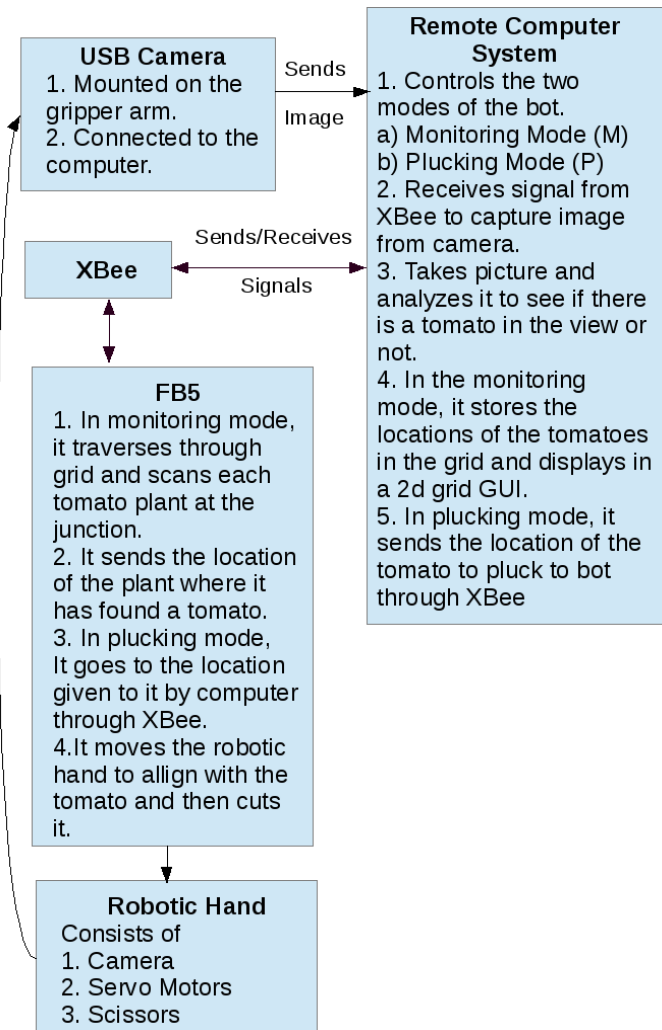 USB Camera
1. Mounted on the
gripper arm.
2. Connected to the
computer.
Sends
Image
Remote Computer
System
1. Controls the two
modes of the bot.
a) Monitoring Mode (M)
b) Plucking Mode (P)
2. Receives signal from
XBee to capture image
from camera.
3. Takes picture and
analyzes it to see if there
is a tomato in the view or
not.
4. In the monitoring
mode, it stores the
locations of the tomatoes
in the grid and displays in
a 2d grid GUI.
5. In plucking mode, it
sends the location of the
tomato to pluck to bot
through XBee
Sends/Receives
Signals
XBee
FB5
1. In monitoring mode,
it traverses through
grid and scans each
tomato plant at the
junction.
2. It sends the location
of the plant where it
has found a tomato.
3. In plucking mode,
It goes to the location
given to it by computer
through XBee.
4.It moves the robotic
hand to allign with the
tomato and then cuts
it.
Robotic Hand
Consists of
1. Camera
2. Servo Motors
3. Scissors